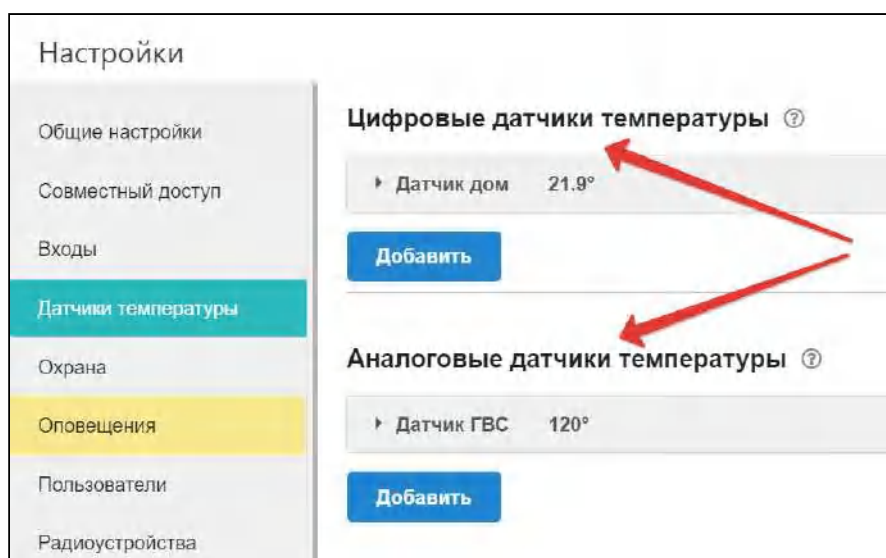 Настройки
Общие настройки
Совместный доступ
Входы
Датчики температуры
Охрана
Оповещения
Пользователи
Радиоустройства
Цифровые датчики температуры ?
Датчик дом 21.9°
Добавить
Аналоговые датчики температуры ?
Датчик ГВС 120°
Добавить